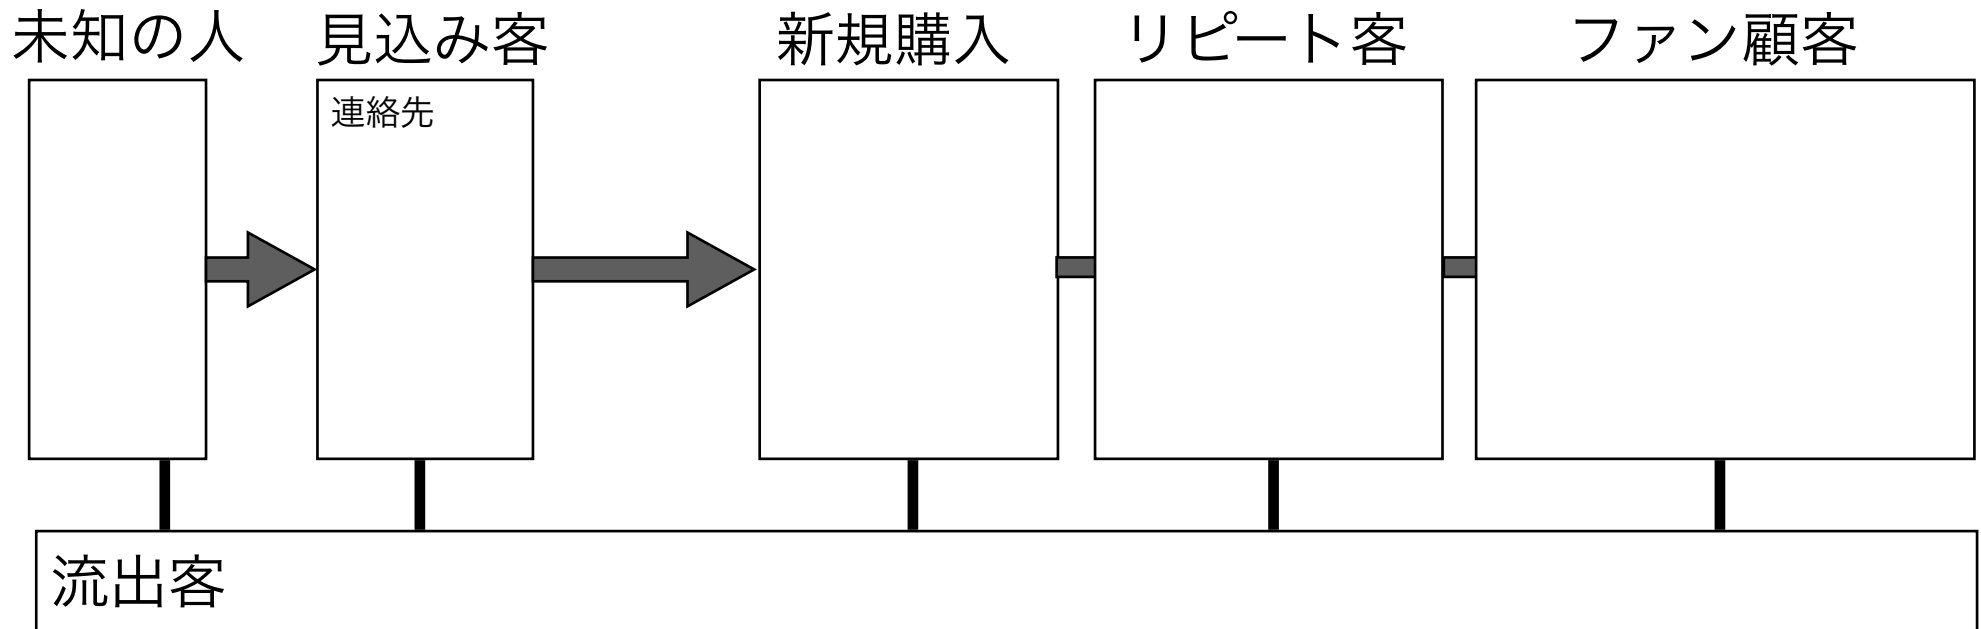 未知の人
見込み客
新規購入
リピート客
ファン顧客
連絡先
流出客